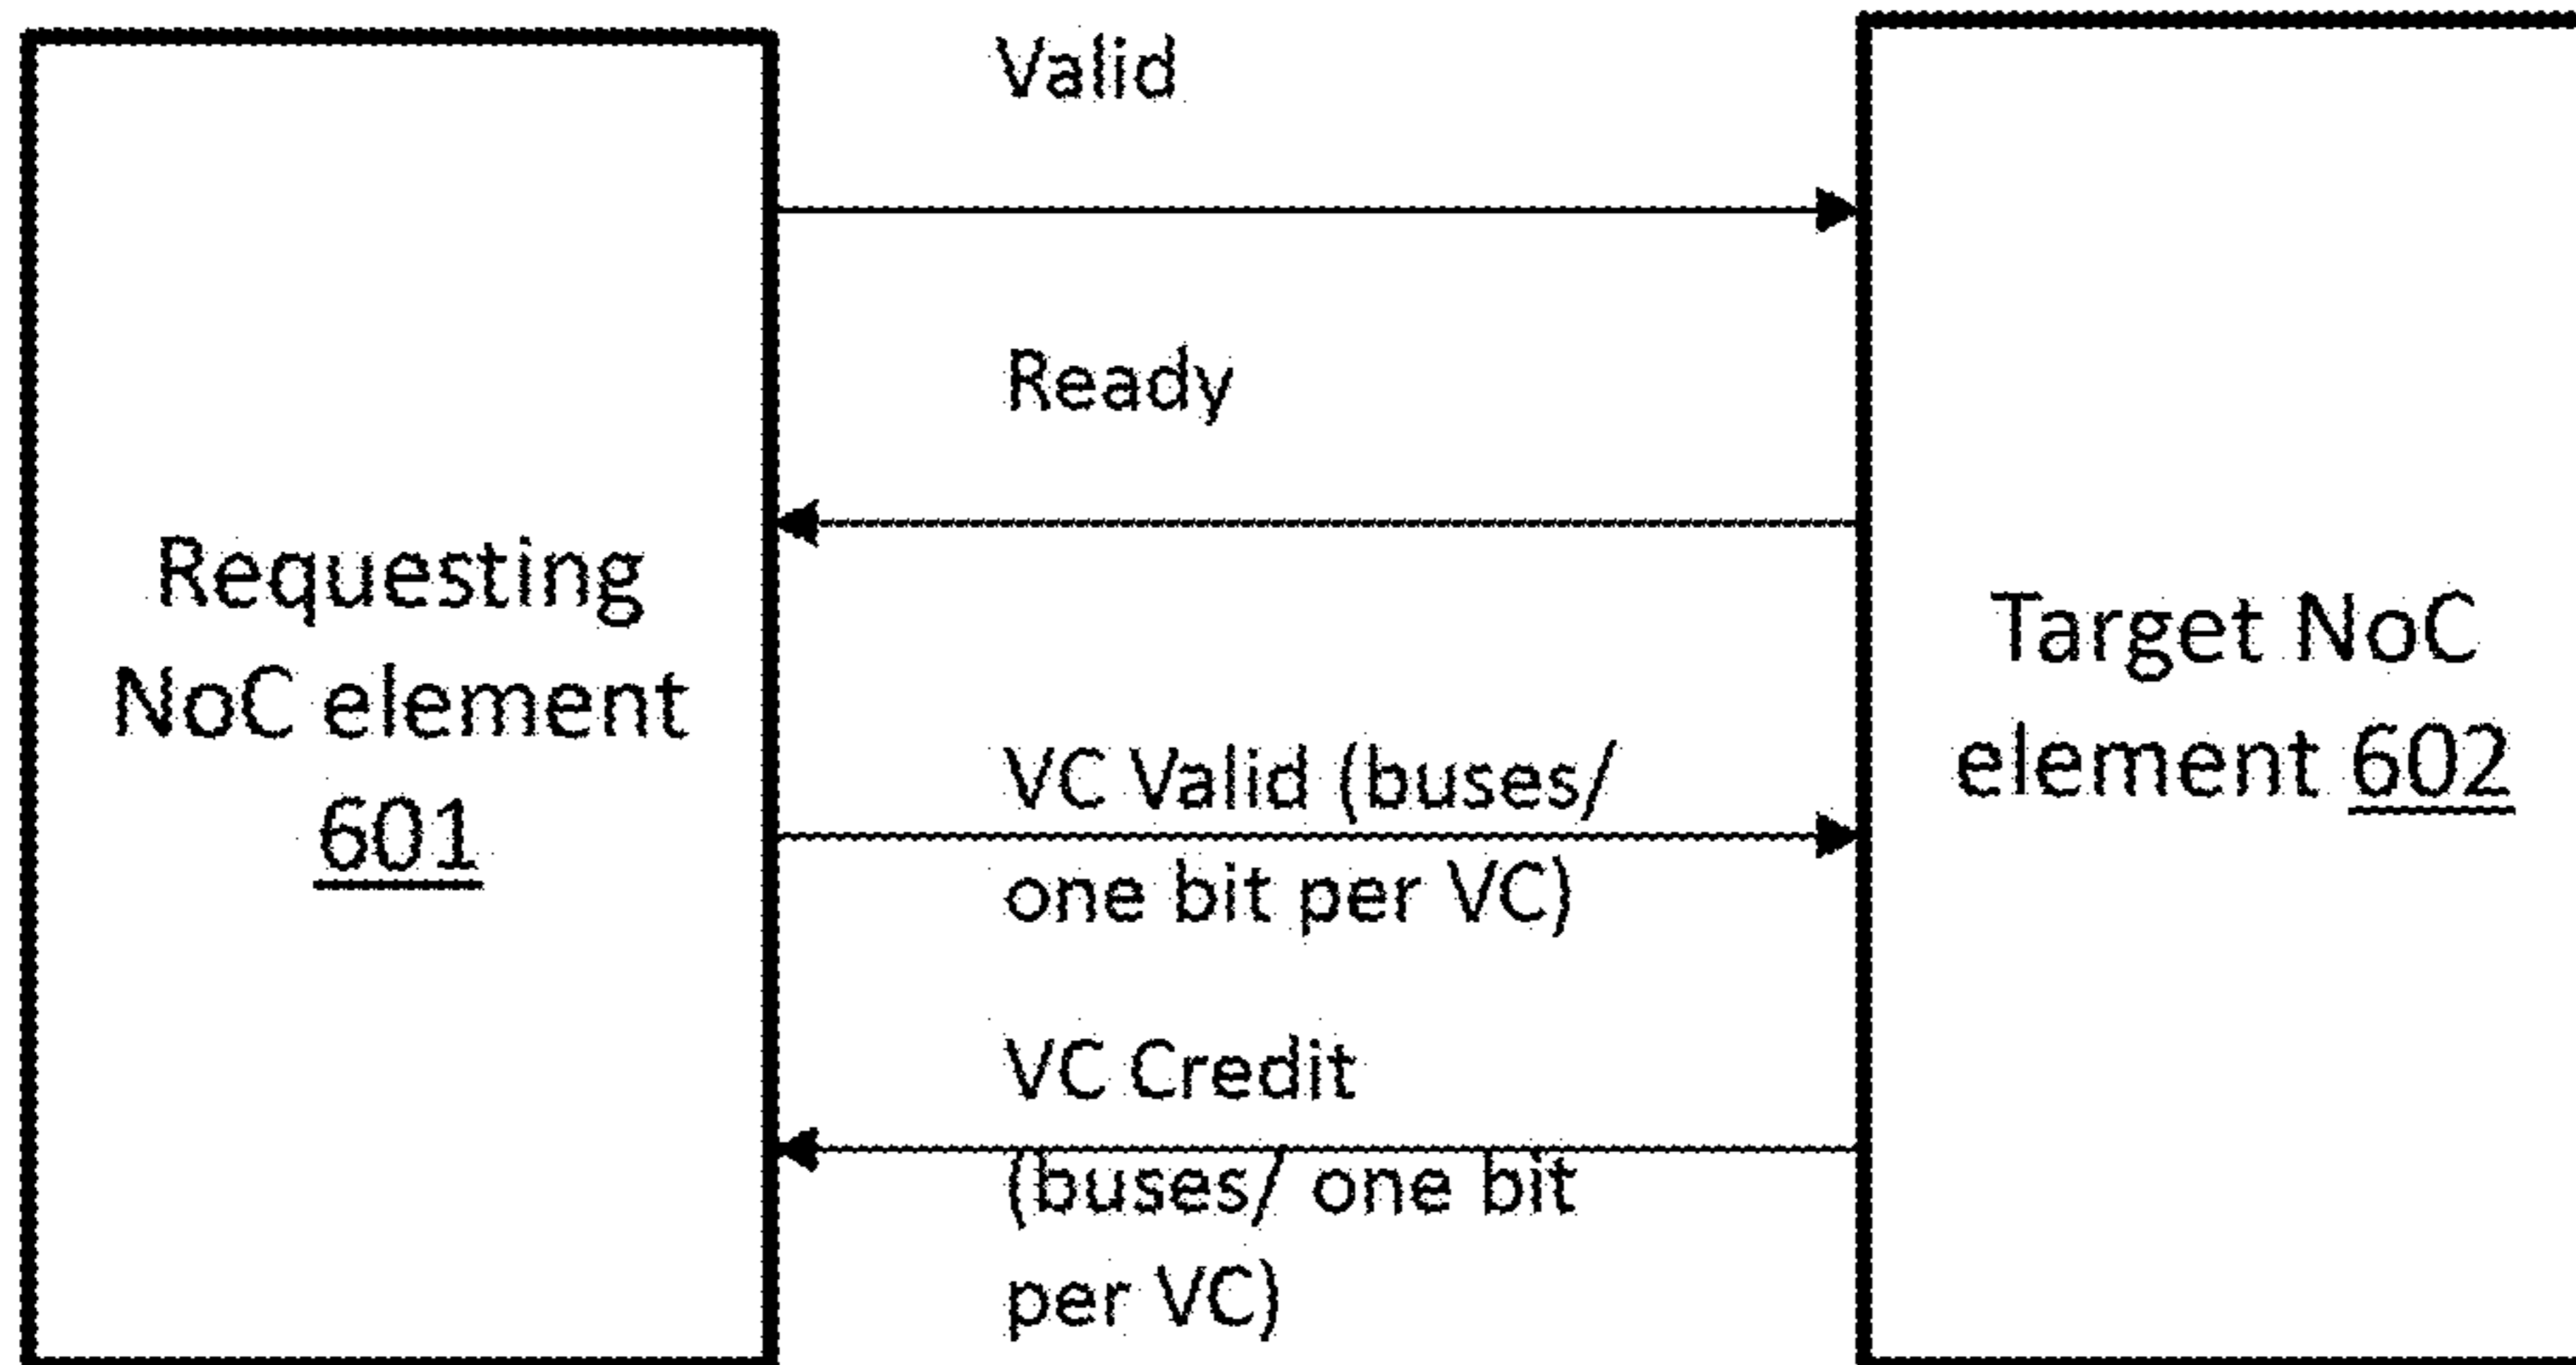 Requesting
NoC element
601
Valid
Ready
VC Valid (buses/
one bit per VC)
VC Credit
(buses/ one bit
per VC)
Target NoC
element 602